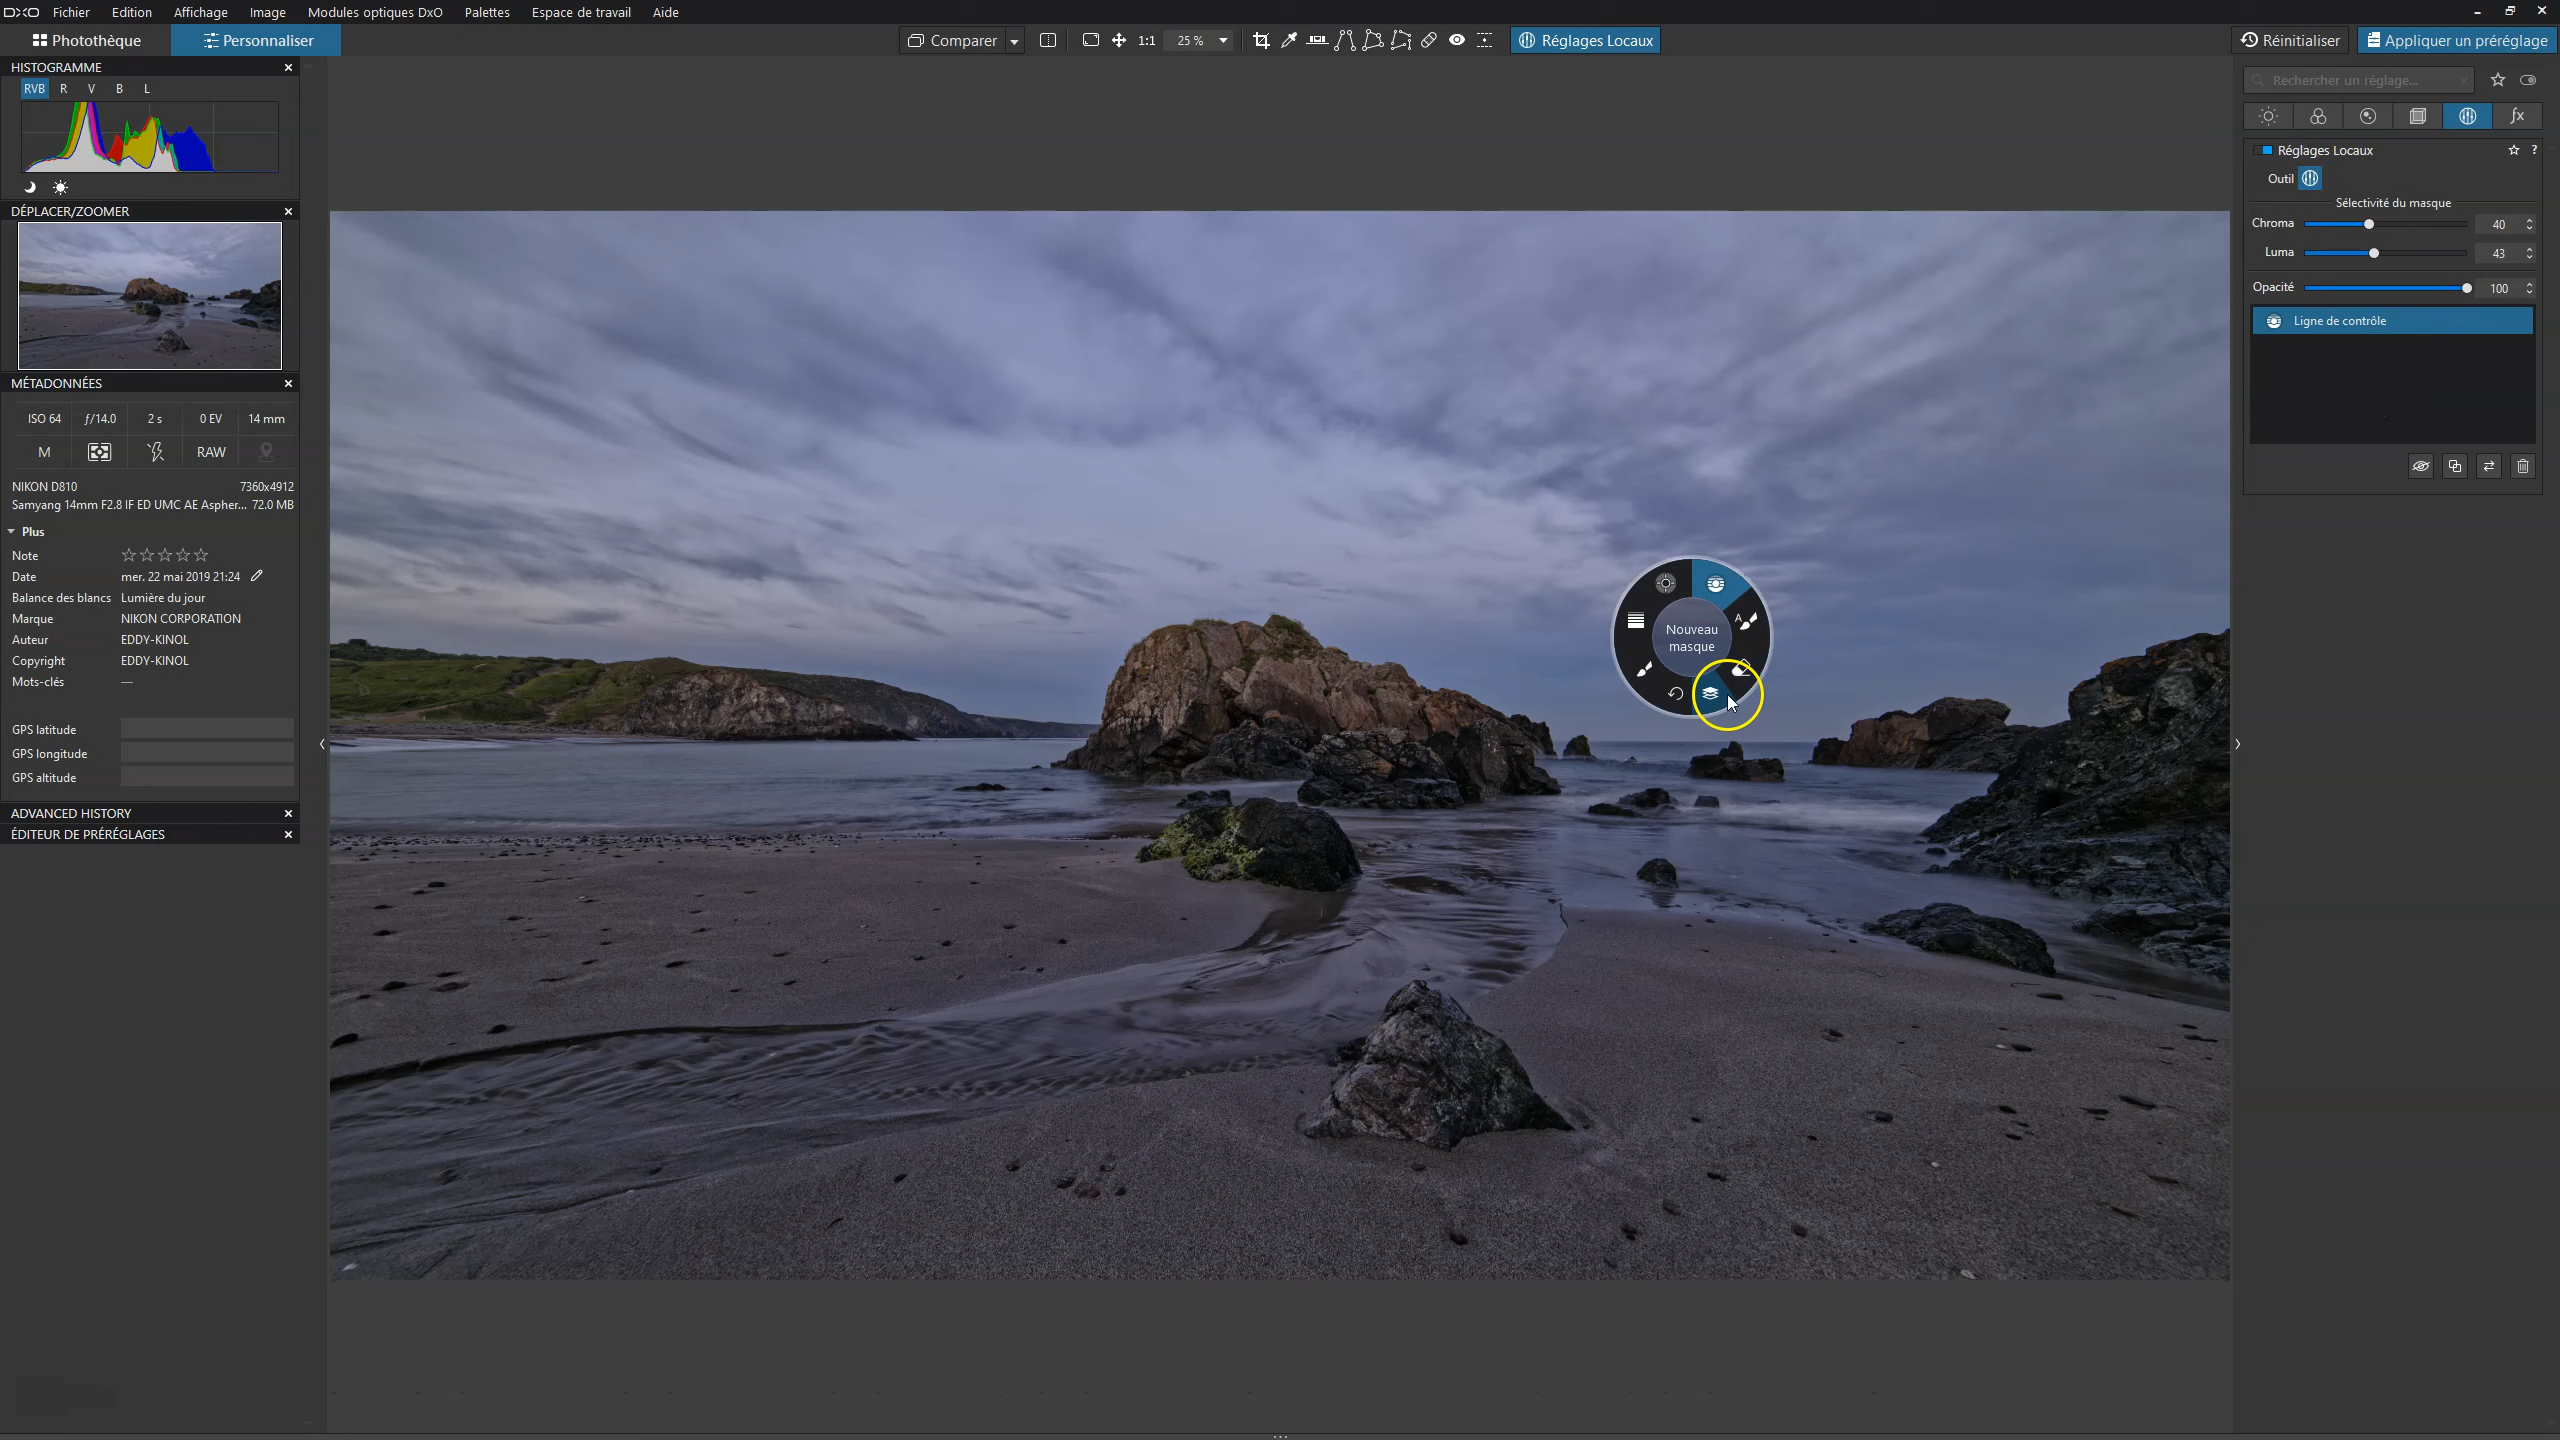 DXO Fichier Edition Affichage Image Modules optiques DxO Palettes Espace de travail Aide
Photothèque Personnaliser Comparer 1:1 25 % Réglages Locaux Réinitialiser Appliquer un préréglage
HISTOGRAMME
RVB R V B L
DÉPLACER/ZOOMER
MÉTADONNÉES
ISO 64 ƒ/14.0 2 s 0 EV 14 mm
M RAW
NIKON D810 7360x4912
Samyang 14mm F2.8 IF ED UMC AE Aspher... 72.0 MB
Plus
Note
Date mer. 22 mai 2019 21:24
Balance des blancs Lumière du jour
Marque NIKON CORPORATION
Auteur EDDY-KINOL
Copyright EDDY-KINOL
Mots-clés —
GPS latitude
GPS longitude
GPS altitude
ADVANCED HISTORY
ÉDITEUR DE PRÉRÉGLAGES
A
Nouveau
masque
Rechercher un réglage...
fx
Réglages Locaux ?
Outil
Sélectivité du masque
Chroma 40
Luma 43
Opacité 100
Ligne de contrôle